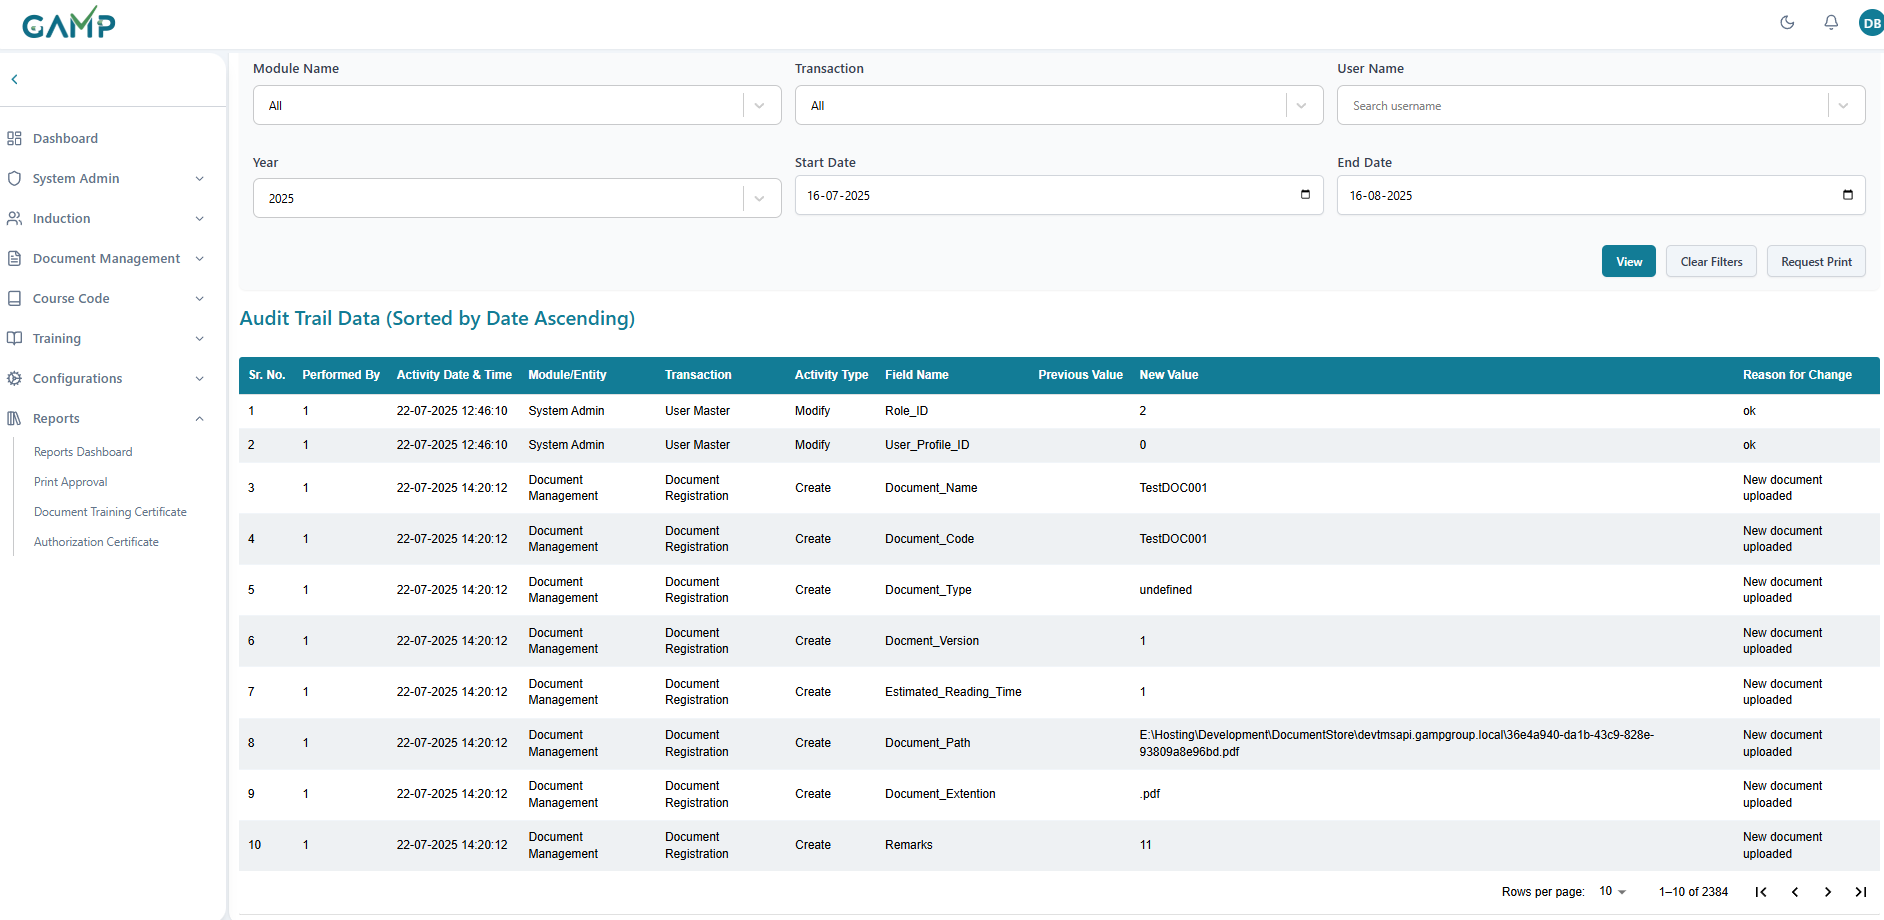 GAMP
DB
Dashboard
System Admin
Induction
Document Management
Course Code
Training
Configurations
Reports
Reports Dashboard
Print Approval
Document Training Certificate
Authorization Certificate
Module Name Transaction User Name
All All Search username
Year Start Date End Date
2025 16-07-2025 16-08-2025
View Clear Filters Request Print
Audit Trail Data (Sorted by Date Ascending)
Sr. No. Performed By Activity Date & Time Module/Entity Transaction Activity Type Field Name Previous Value New Value Reason for Change
1 1 22-07-2025 12:46:10 System Admin User Master Modify Role_ID 2 ok
2 1 22-07-2025 12:46:10 System Admin User Master Modify User_Profile_ID 0 ok
Document Document New document
3 1 22-07-2025 14:20:12 Create Document_Name TestDOC001
Management Registration uploaded
Document Document New document
4 1 22-07-2025 14:20:12 Create Document_Code TestDOC001
Management Registration uploaded
Document Document New document
5 1 22-07-2025 14:20:12 Create Document_Type undefined
Management Registration uploaded
Document Document New document
6 1 22-07-2025 14:20:12 Create Docment_Version 1
Management Registration uploaded
Document Document New document
7 1 22-07-2025 14:20:12 Create Estimated_Reading_Time 1
Management Registration uploaded
Document Document E:\Hosting\Development\DocumentStore\devtmsapi.gampgroup.local\36e4a940-da1b-43c9-828e- New document
8 1 22-07-2025 14:20:12 Create Document_Path
Management Registration 93809a8e96bd.pdf uploaded
Document Document New document
9 1 22-07-2025 14:20:12 Create Document_Extention .pdf
Management Registration uploaded
Document Document New document
10 1 22-07-2025 14:20:12 Create Remarks 11
Management Registration uploaded
Rows per page: 10 1–10 of 2384